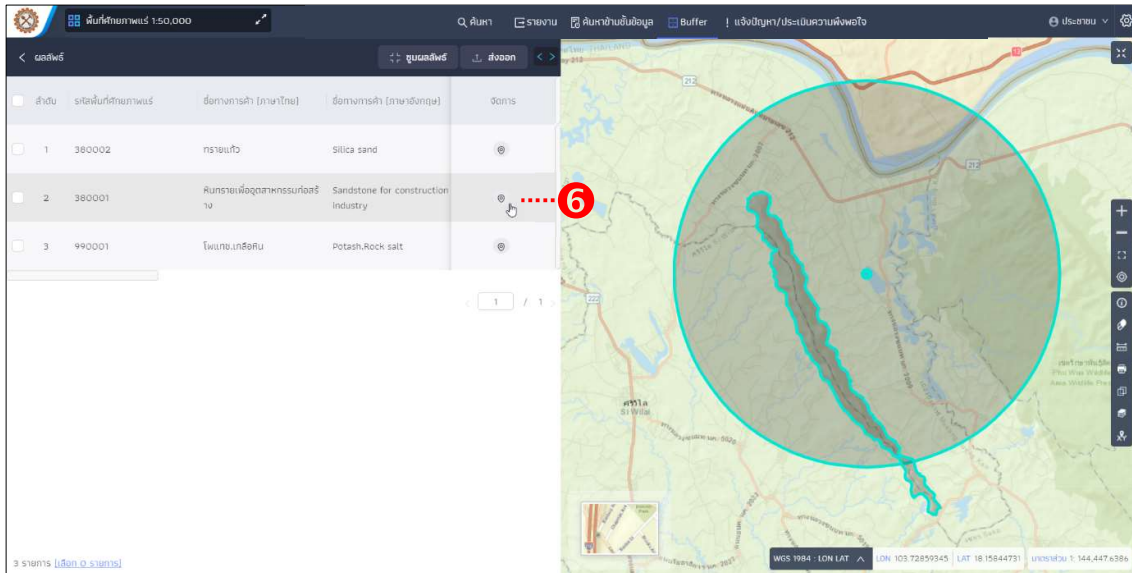 พื้นที่ศักยภาพแร่ 1:50,000
ค้นหา
รายงาน
ค้นหาข้ามชั้นข้อมูล
Buffer
! แจ้งปัญหา/ประเมินความพึงพอใจ
ประชาชน
< ผลลัพธ์
ซูมผลลัพธ์
ส่งออก
< >
ลำดับ รหัสพื้นที่ศักยภาพแร่ ชื่อทางการค้า (ภาษาไทย) ชื่อทางการค้า (ภาษาอังกฤษ) จัดการ
1 380002 ทรายแก้ว Silica sand
2 380001 หินทรายเพื่ออุตสาหกรรมก่อสร้าง Sandstone for construction
industry
6
3 990001 โพแทช.เกลือหิน Potash.Rock salt
< 1 / 1 >
3 รายการ [เลือก 0 รายการ]
212
212
222
13
ศรีวิไล
Si Wilai
Phu Wua Wildlife
WGS 1984 : LON LAT
LON 103.72859345 LAT 18.15844731 มาตราส่วน 1: 144,447.6386